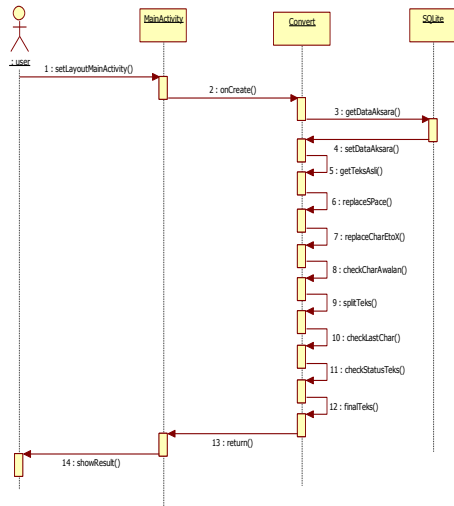 MainActivity
Convert
SQLite
: user
1 : setLayoutMainActivity()
2 : onCreate()
3 : getDataAksara()
4 : setDataAksara()
5 : getTeksAsli()
6 : replaceSPace()
7 : replaceCharEtoX()
8 : checkCharAwalan()
9 : splitTeks()
10 : checkLastChar()
11 : checkStatusTeks()
12 : finalTeks()
13 : return()
14 : showResult()